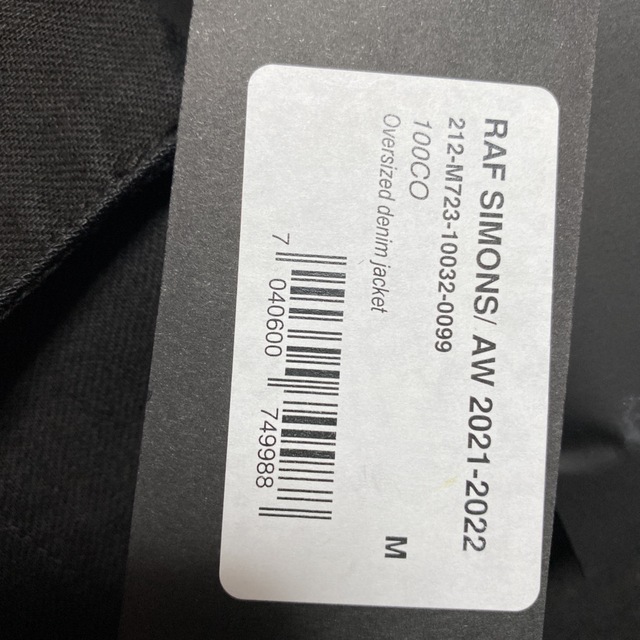 RAF SIMONS/ AW 2021-2022
212-M723-10032-0099
100CO
Oversized denim jacket
7 040600 749988
M